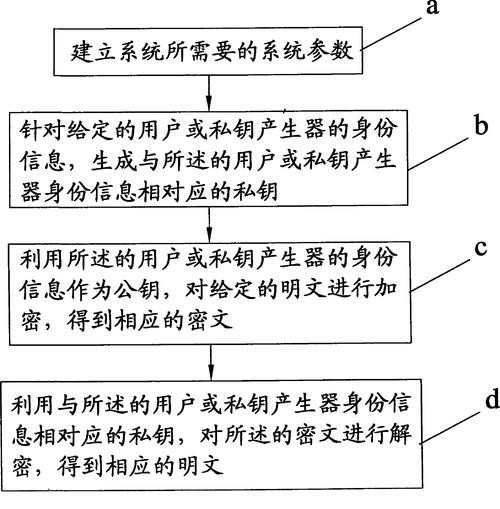 a
建立系统所需要的系统参数
b
针对给定的用户或私钥产生器的身份
信息，生成与所述的用户或私钥产生
器身份信息相对应的私钥
c
利用所述的用户或私钥产生器的身份
信息作为公钥，对给定的明文进行加
密，得到相应的密文
d
利用与所述的用户或私钥产生器身份信
息相对应的私钥，对所述的密文进行解
密，得到相应的明文